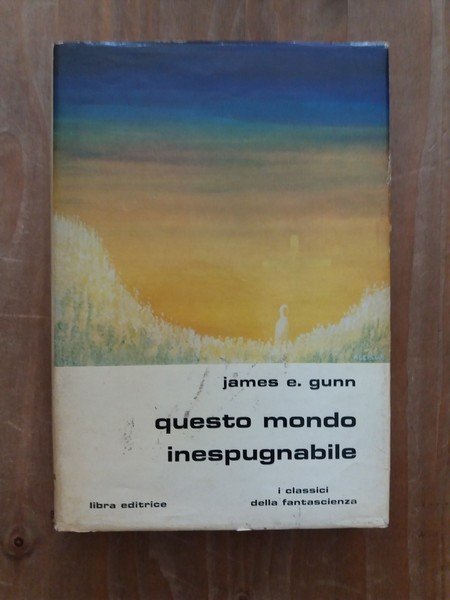 james e. gunn
questo mondo
inespugnabile
i classici
libra editrice della fantascienza